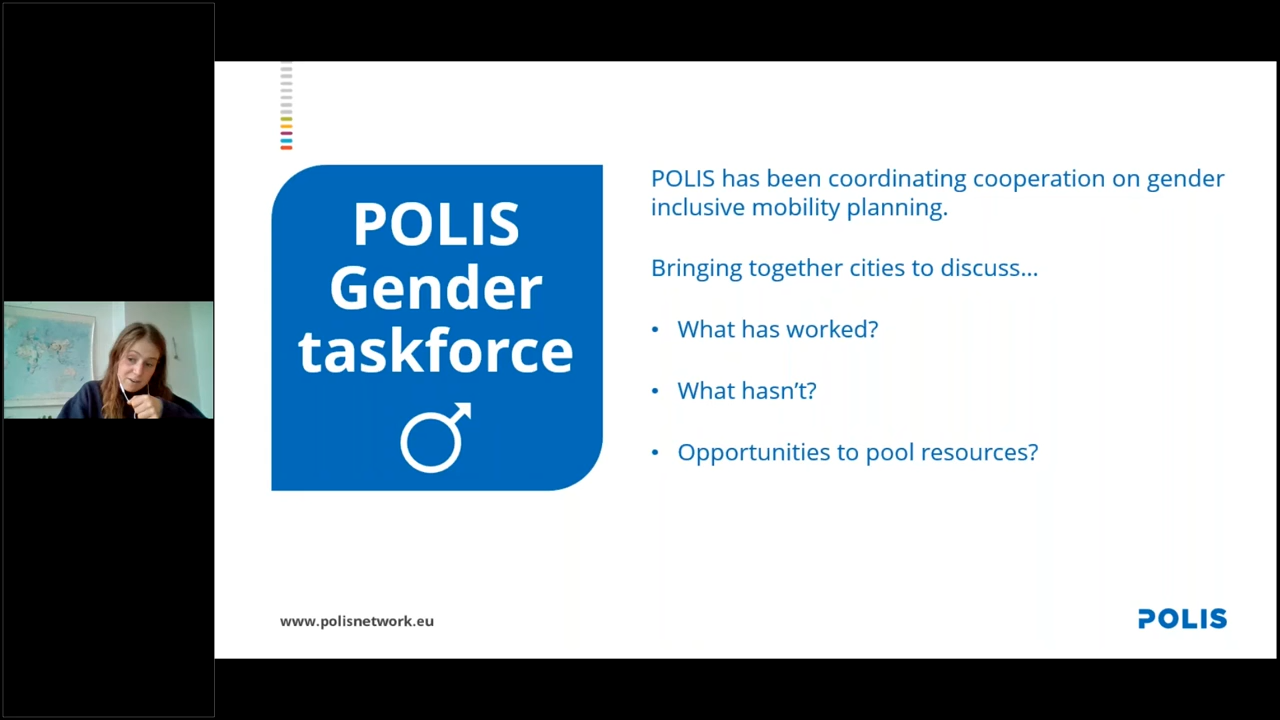 POLIS
Gender
taskforce
POLIS has been coordinating cooperation on gender
inclusive mobility planning.
Bringing together cities to discuss...
• What has worked?
• What hasn’t?
• Opportunities to pool resources?
www.polisnetwork.eu
POLIS